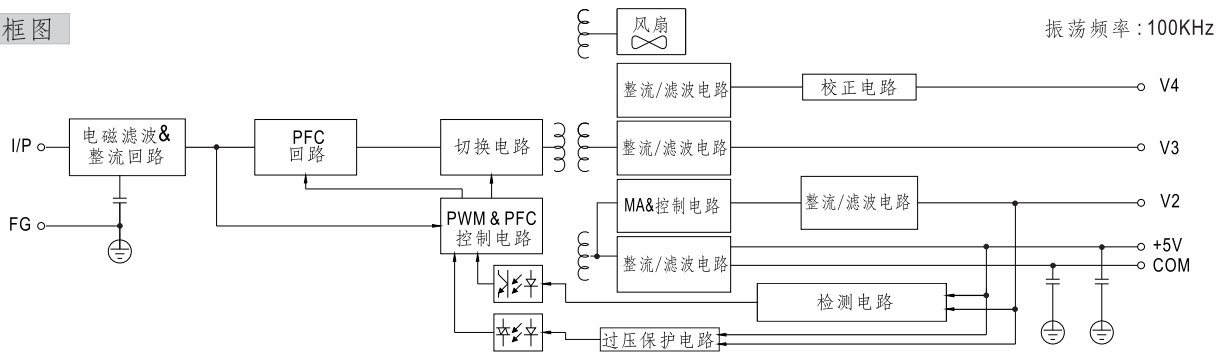 框图
风扇
振荡频率 : 100KHz
整流/滤波电路
校正电路
V4
I/P
电磁滤波&
整流回路
PFC
回路
切换电路
整流/滤波电路
V3
FG
PWM & PFC
控制电路
MA&控制电路
整流/滤波电路
V2
整流/滤波电路
+5V
COM
检测电路
过压保护电路